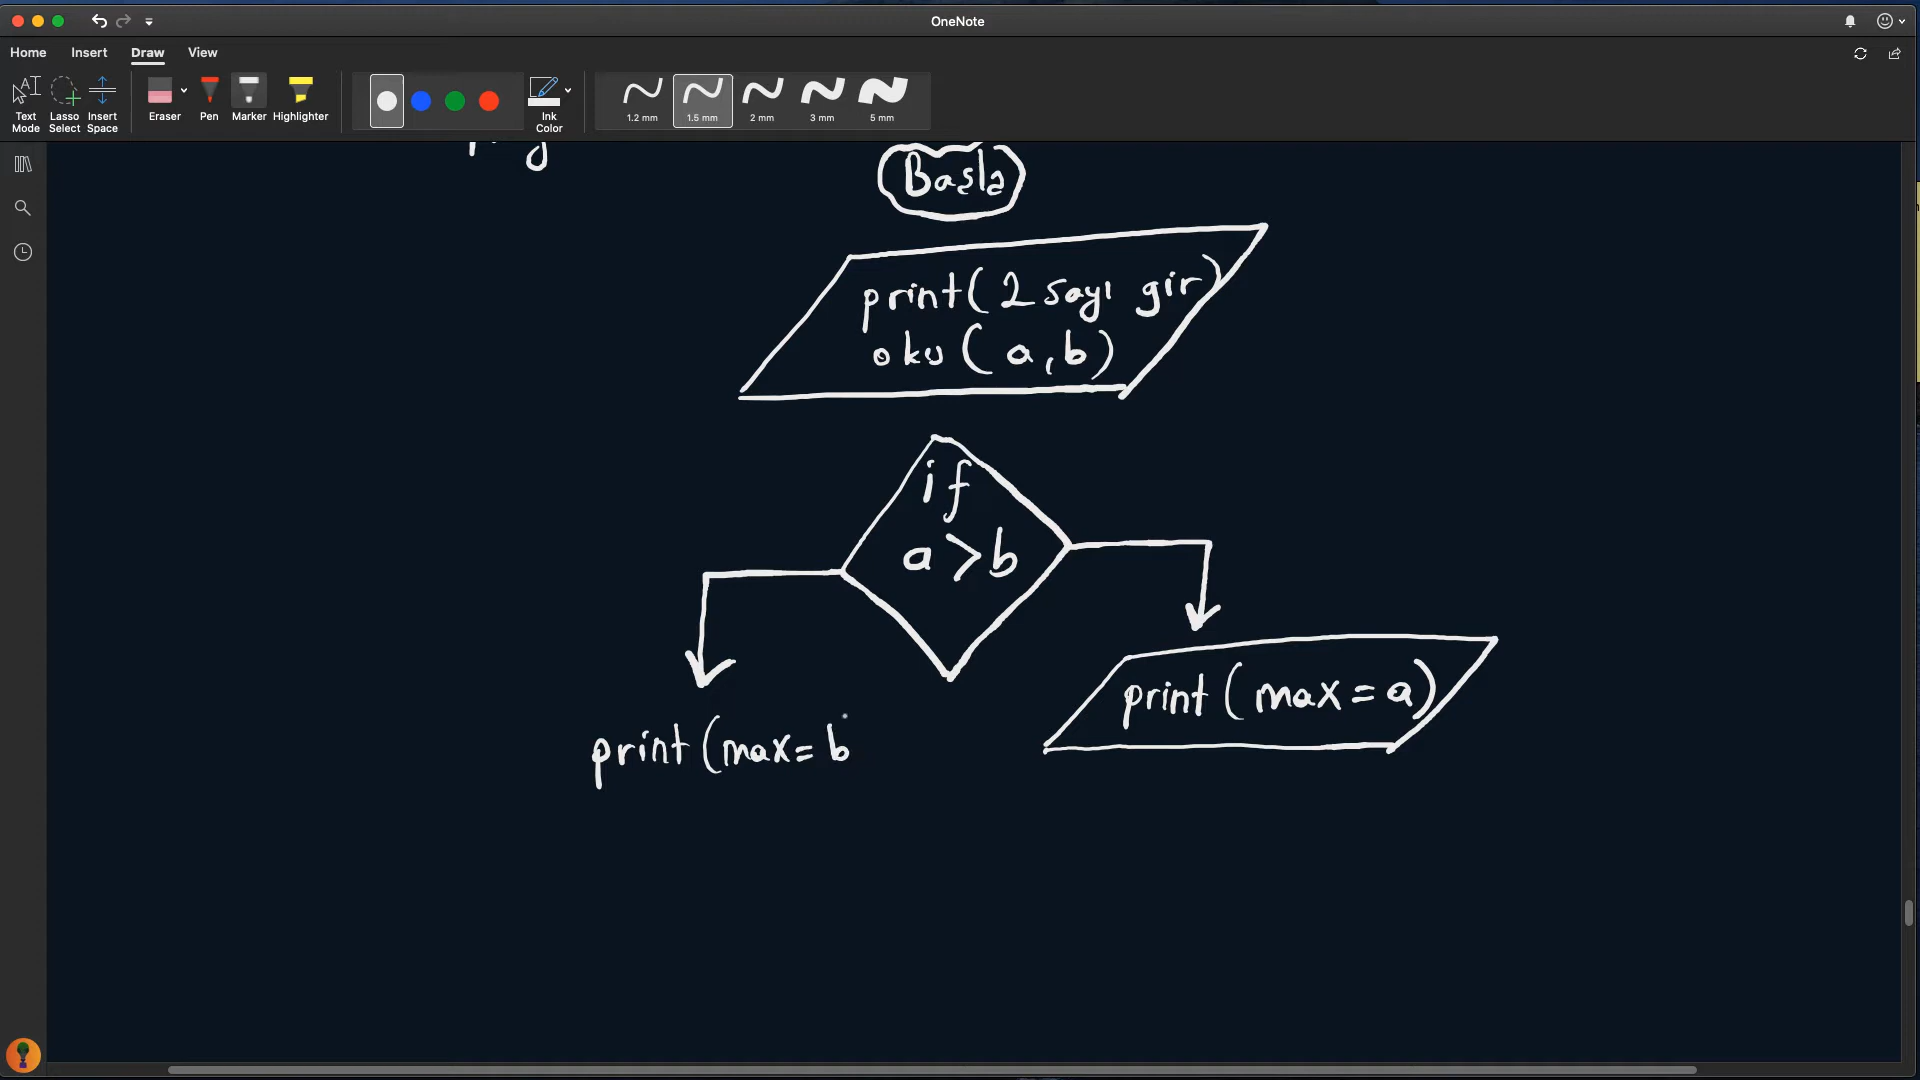 OneNote
Home Insert Draw View
Text Mode
Lasso Select
Insert Space
Eraser
Pen
Marker
Highlighter
Ink Color
1.2 mm
1.5 mm
2 mm
3 mm
5 mm
Başla
print( 2 sayı gir)
oku ( a, b)
if
a > b
print (max = a)
print (max= b